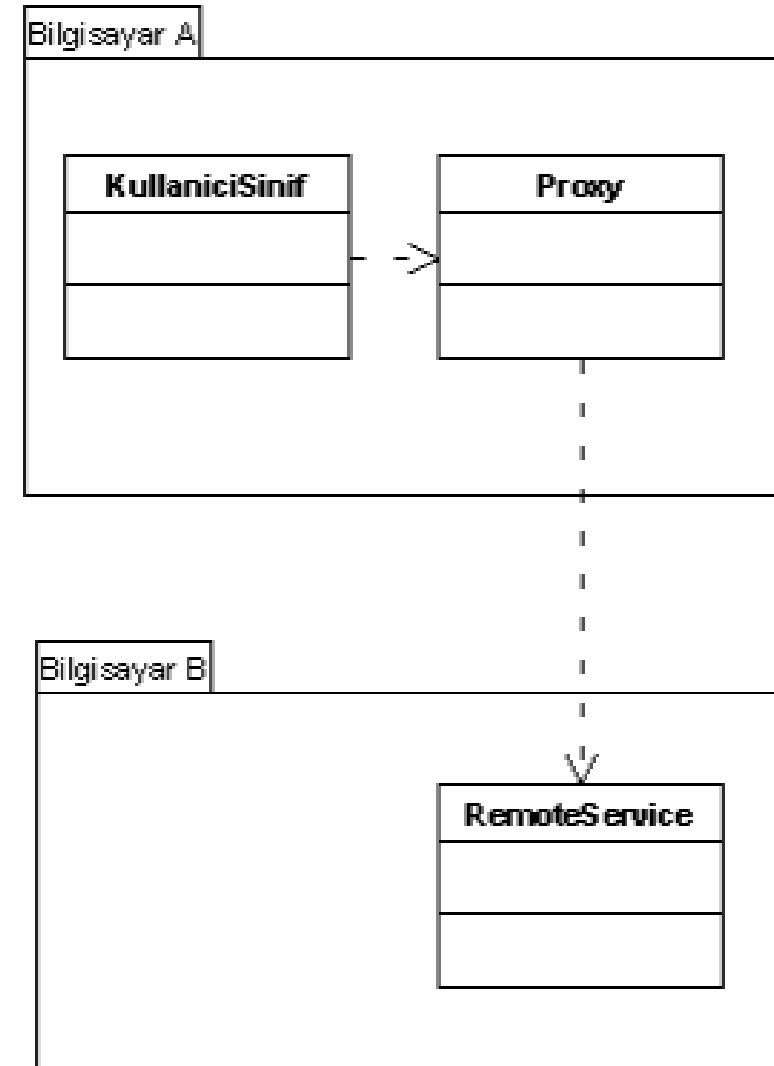 Bilgisayar A
KullaniciSinif
Proxy
Bilgisayar B
RemoteService